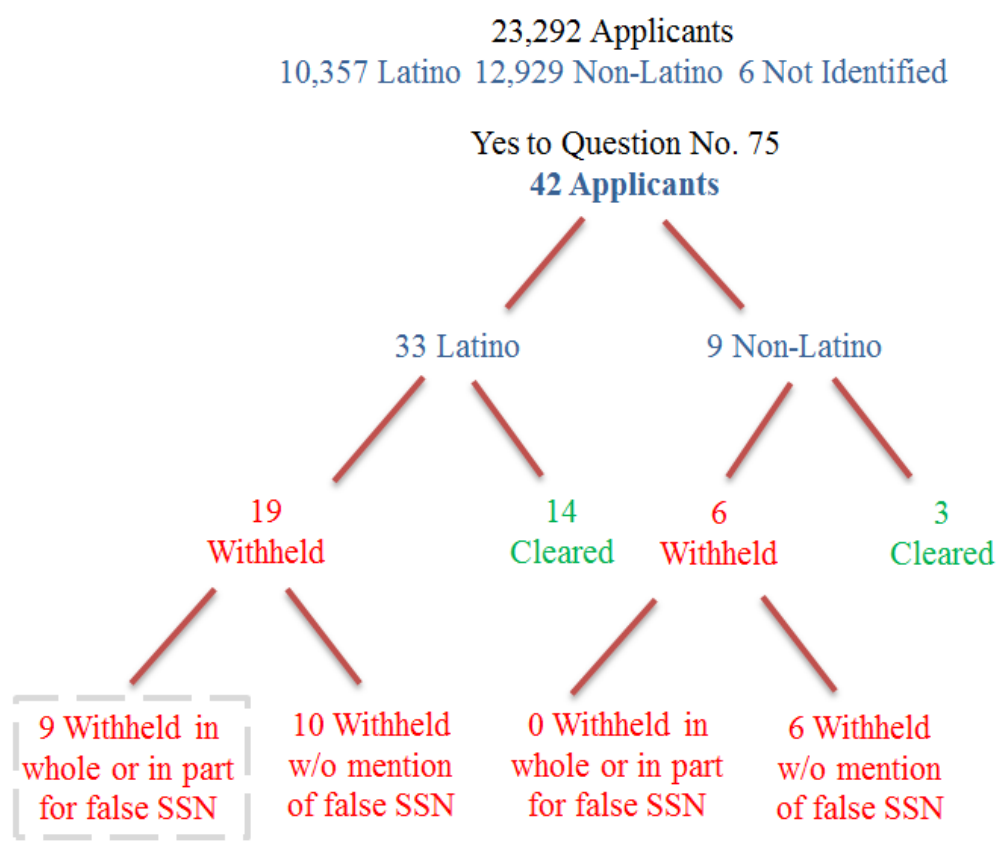 23,292 Applicants
10,357 Latino 12,929 Non-Latino 6 Not Identified
Yes to Question No. 75
42 Applicants
33 Latino
9 Non-Latino
19
Withheld
14
Cleared
6
Withheld
3
Cleared
9 Withheld in
whole or in part
for false SSN
10 Withheld
w/o mention
of false SSN
0 Withheld in
whole or in part
for false SSN
6 Withheld
w/o mention
of false SSN